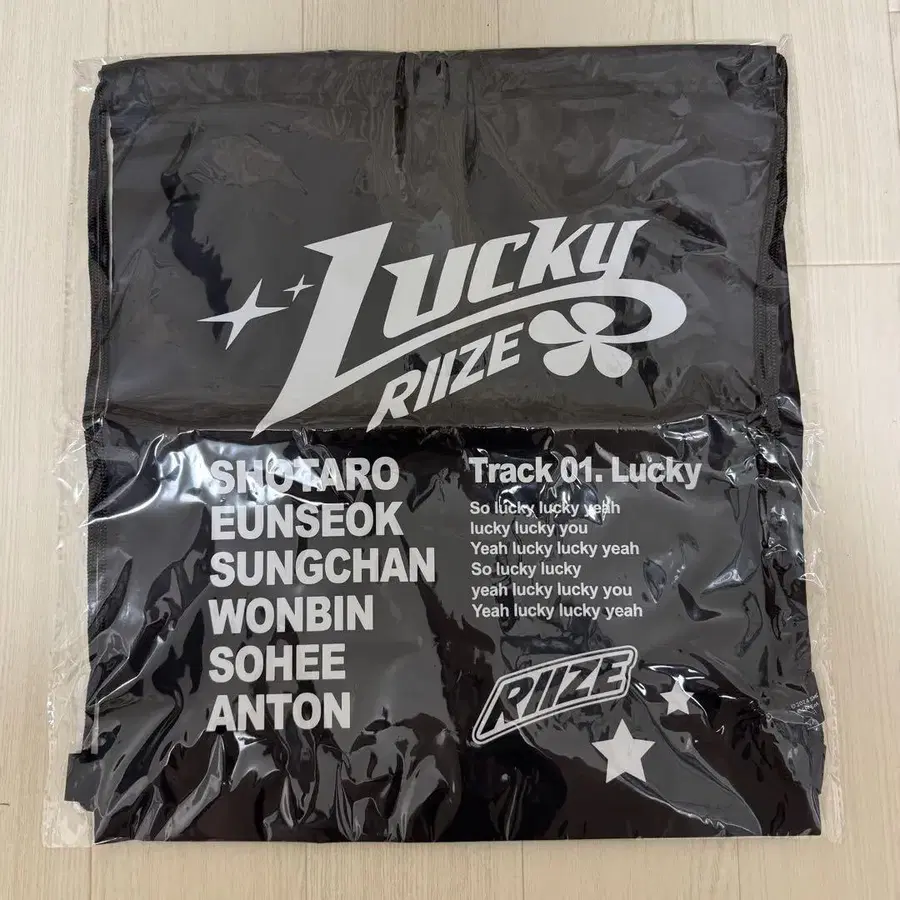 Lucky
RIIZE
SHOTARO
EUNSEOK
SUNGCHAN
WONBIN
SOHEE
ANTON
Track 01. Lucky
So lucky lucky yeah
lucky lucky you
Yeah lucky lucky yeah
So lucky lucky
yeah lucky lucky you
Yeah lucky lucky yeah
RIIZE